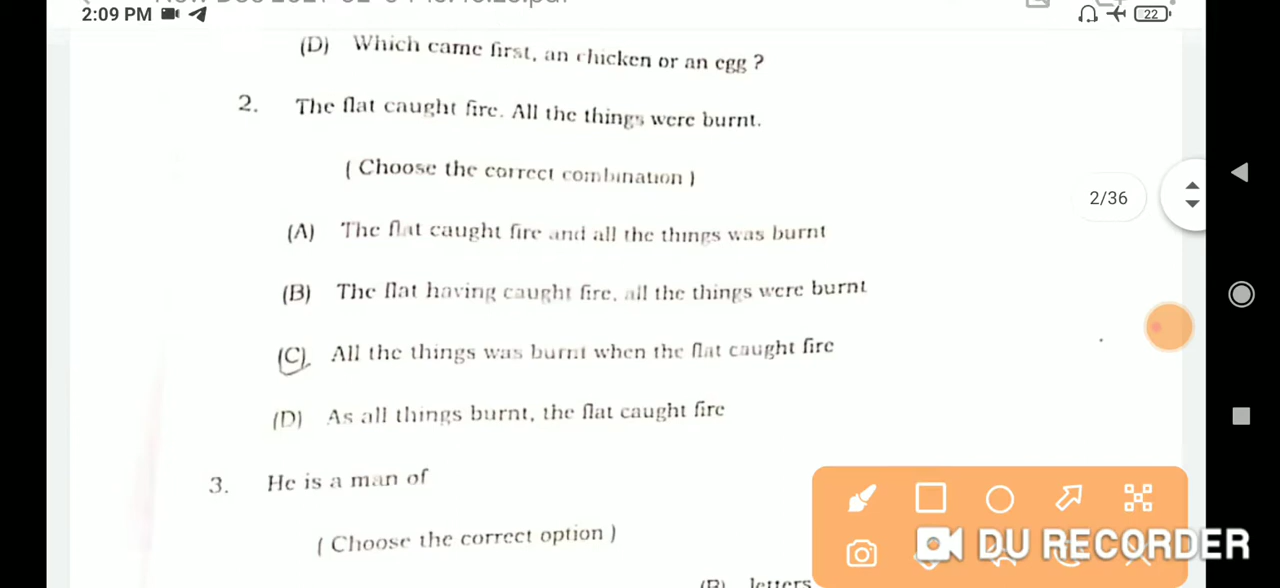 2:09 PM
22
(D) Which came first, an chicken or an egg ?
2. The flat caught fire. All the things were burnt.
( Choose the correct combination )
2/36
(A) The flat caught fire and all the things was burnt
(B) The flat having caught fire, all the things were burnt
(C) All the things was burnt when the flat caught fire
(D) As all things burnt, the flat caught fire
3. He is a man of
( Choose the correct option )
DU RECORDER
(B) letters